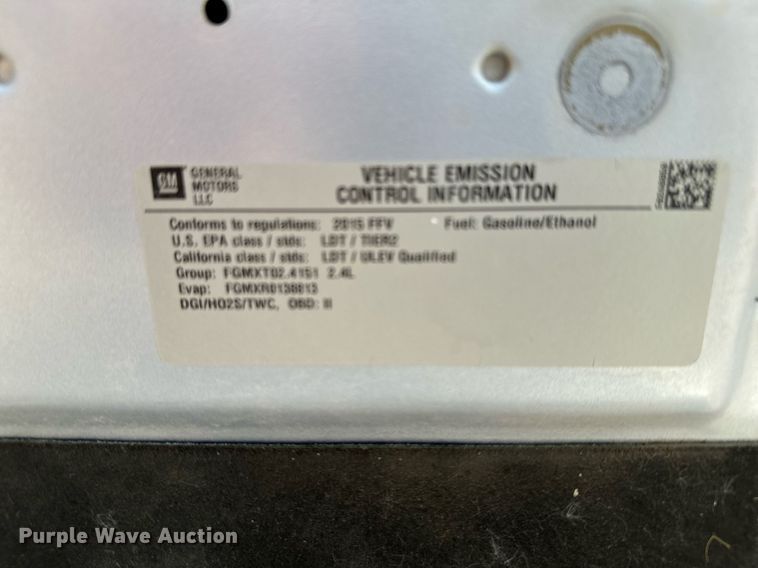 GM GENERAL MOTORS LLC
VEHICLE EMISSION
CONTROL INFORMATION
Conforms to regulations: 2015 FFV Fuel: Gasoline/Ethanol
U.S. EPA class / stds: LDT / TIER2
California class / stds: LDT / ULEV Qualified
Group: FGMXT02.4151 2.4L
Evap:
DGI/HO2S/TWC, OBD: II
Purple Wave Auction